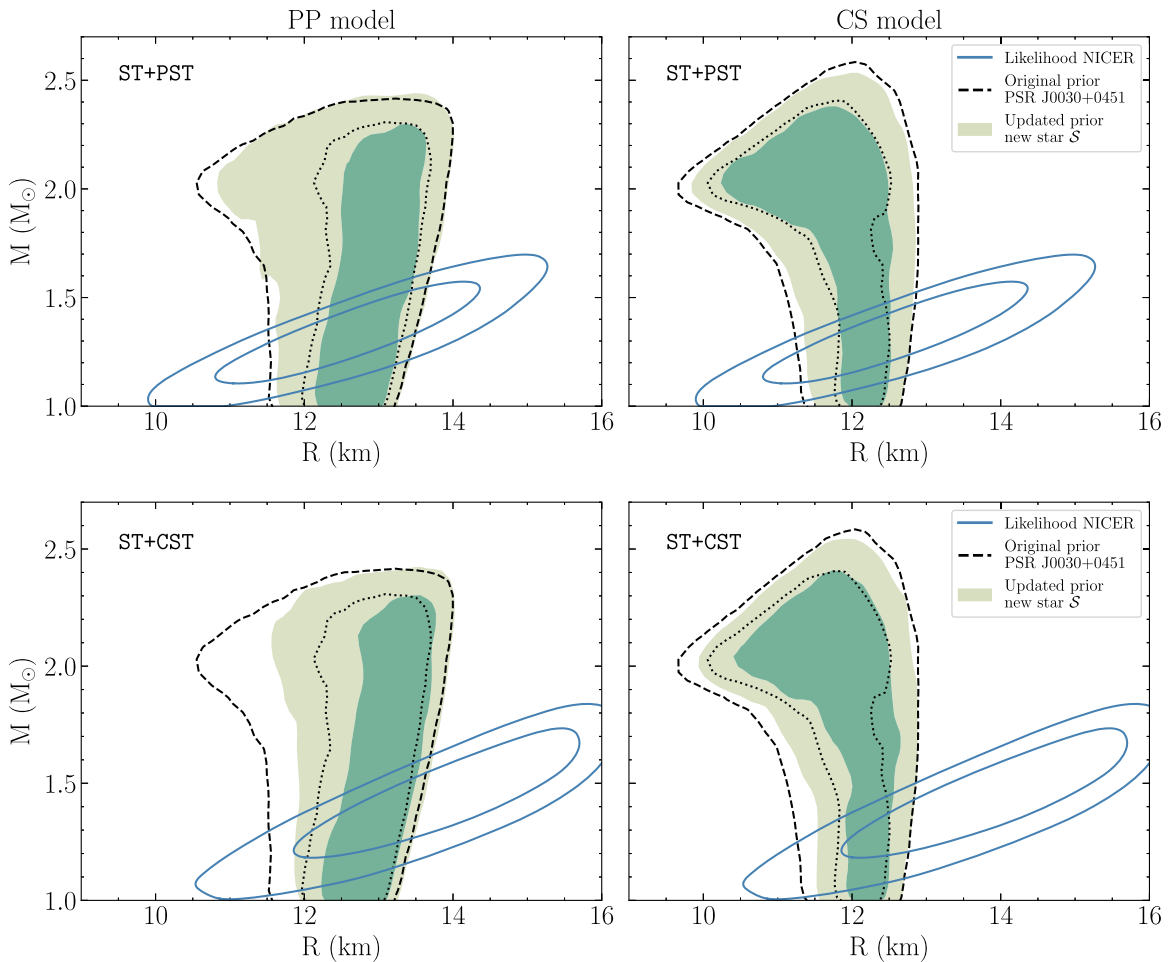 PP model
CS model
ST+PST
ST+PST
Likelihood NICER
Original prior
PSR J0030+0451
Updated prior
new star 𝒮
M (M⊙)
2.5
2.0
1.5
1.0
10
12
14
16
10
12
14
16
R (km)
R (km)
ST+CST
ST+CST
Likelihood NICER
Original prior
PSR J0030+0451
Updated prior
new star 𝒮
M (M⊙)
2.5
2.0
1.5
1.0
10
12
14
16
10
12
14
16
R (km)
R (km)